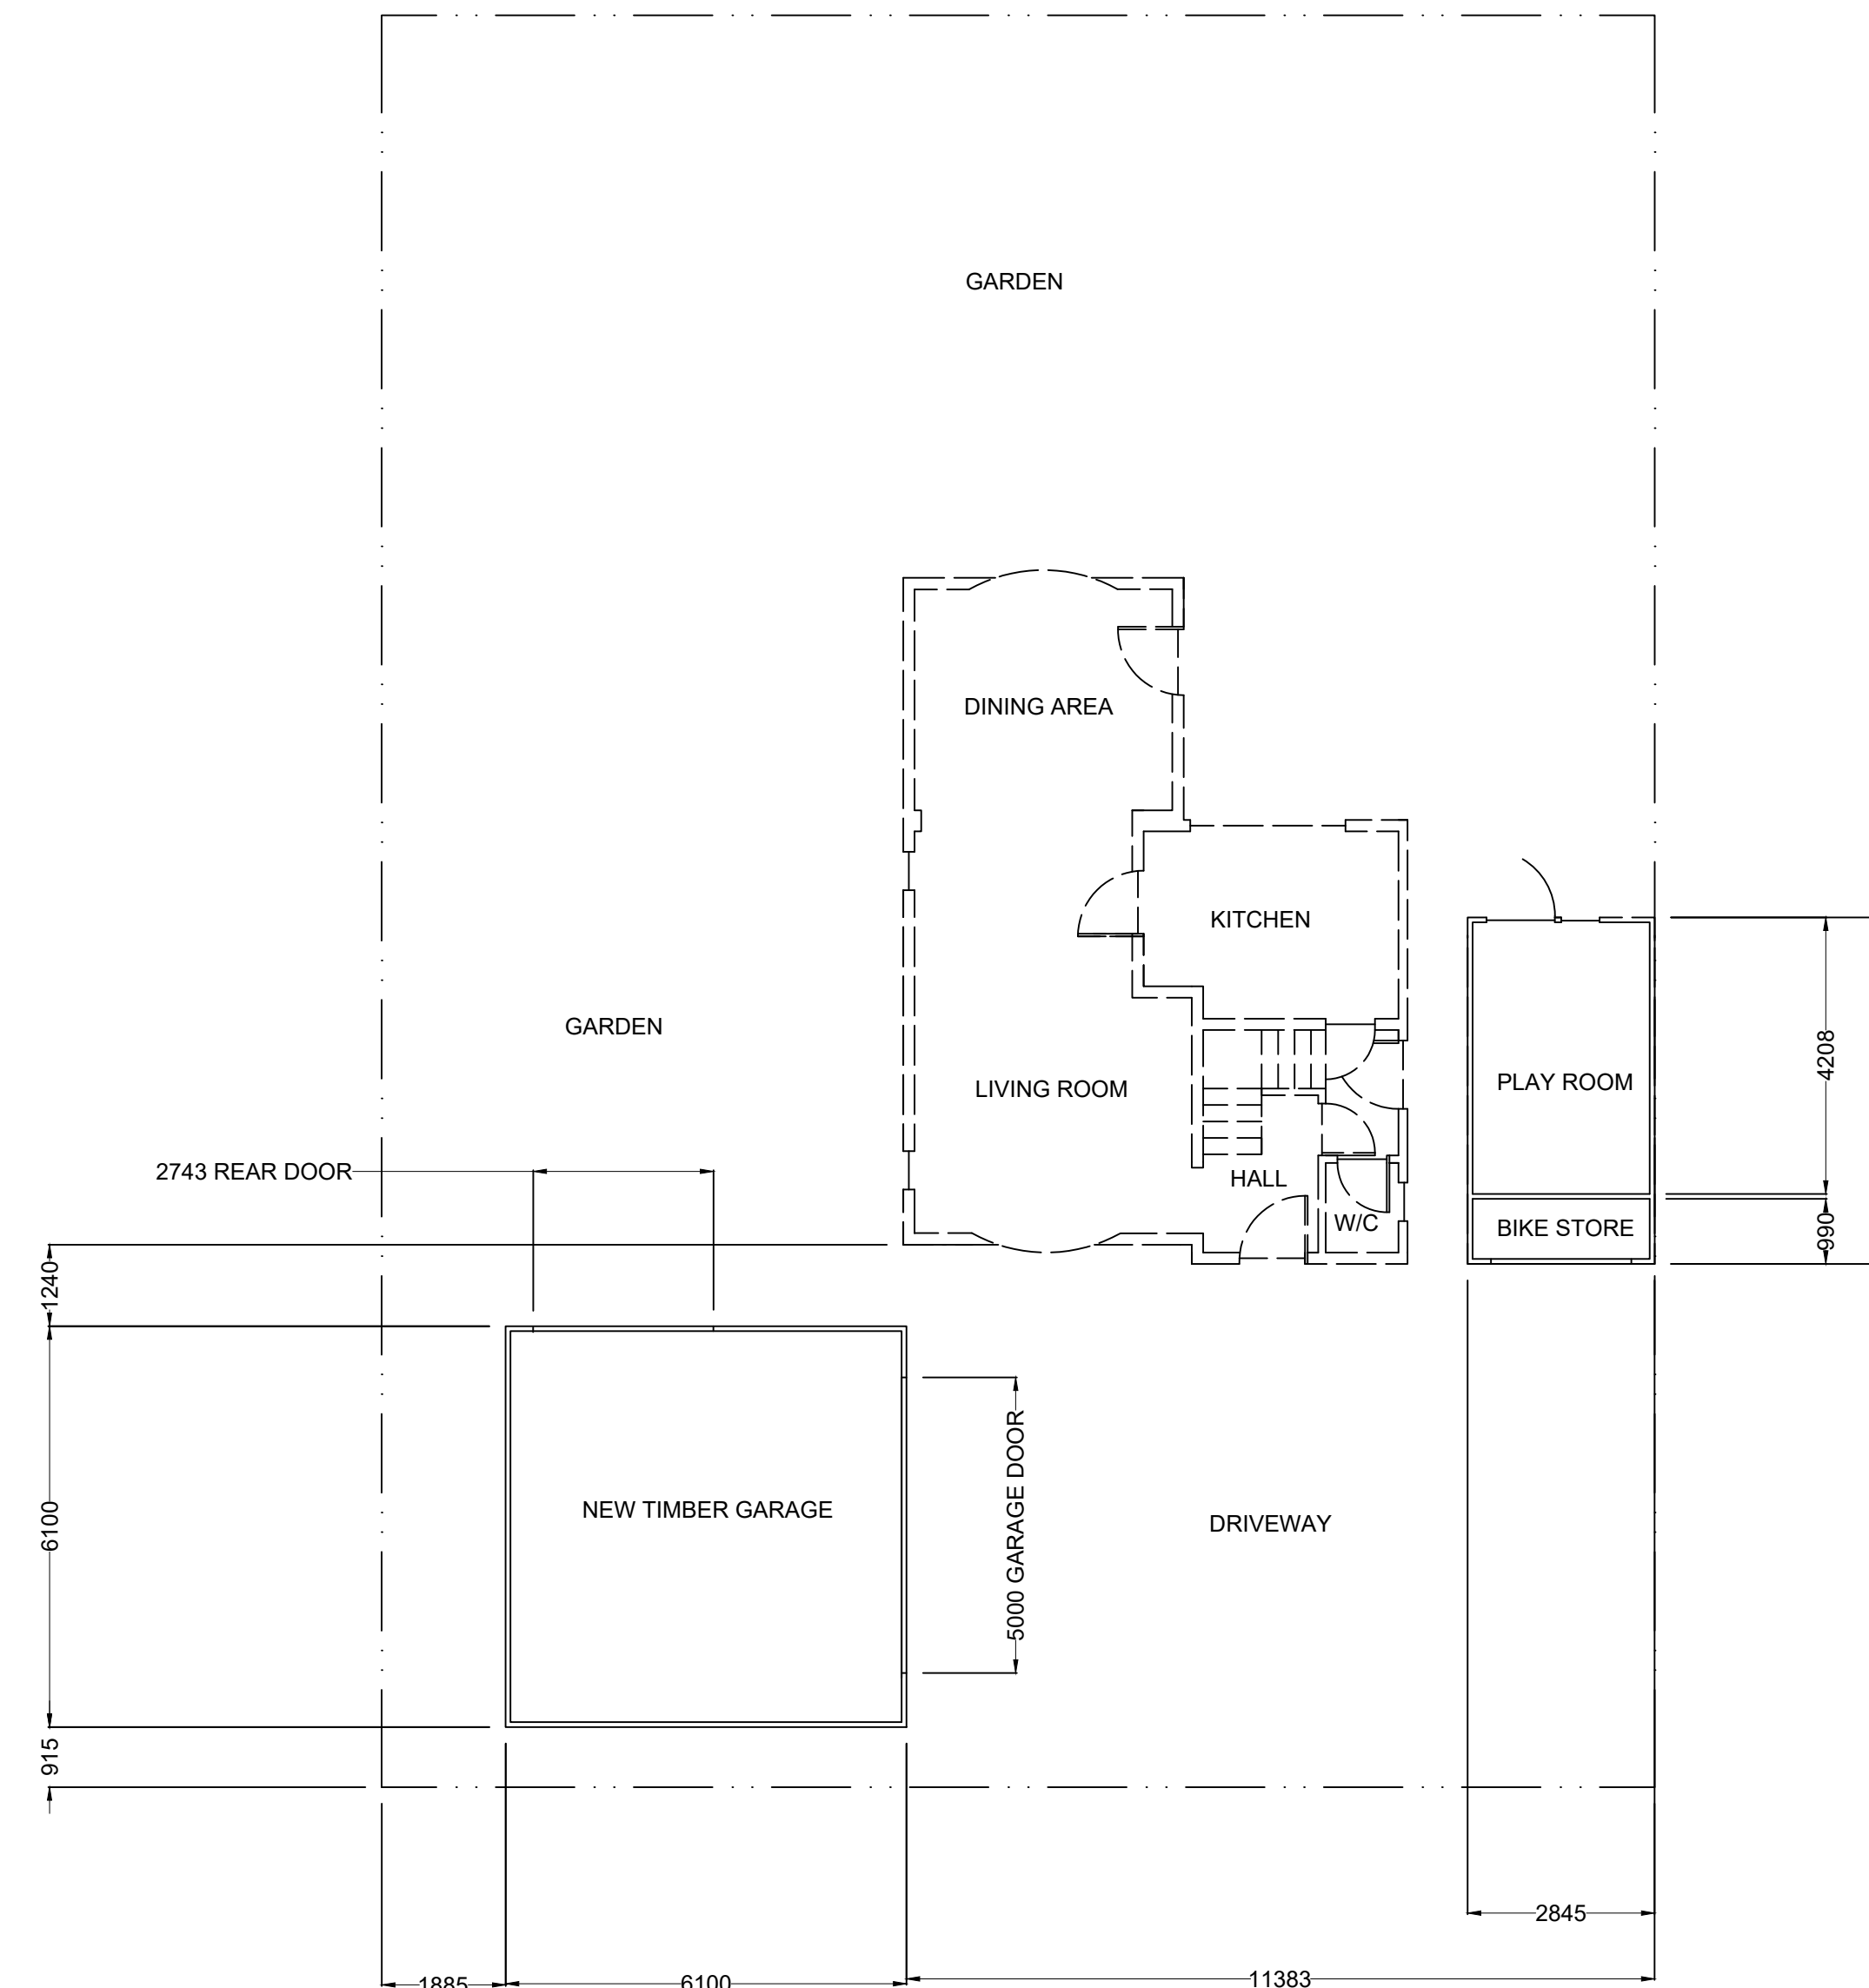 GARDEN
DINING AREA
KITCHEN
GARDEN
4208
PLAY ROOM
LIVING ROOM
2743 REAR DOOR
HALL
W/C
BIKE STORE
990
1240
5000 GARAGE DOOR
6100
NEW TIMBER GARAGE
DRIVEWAY
915
2845
1885
6100
11383